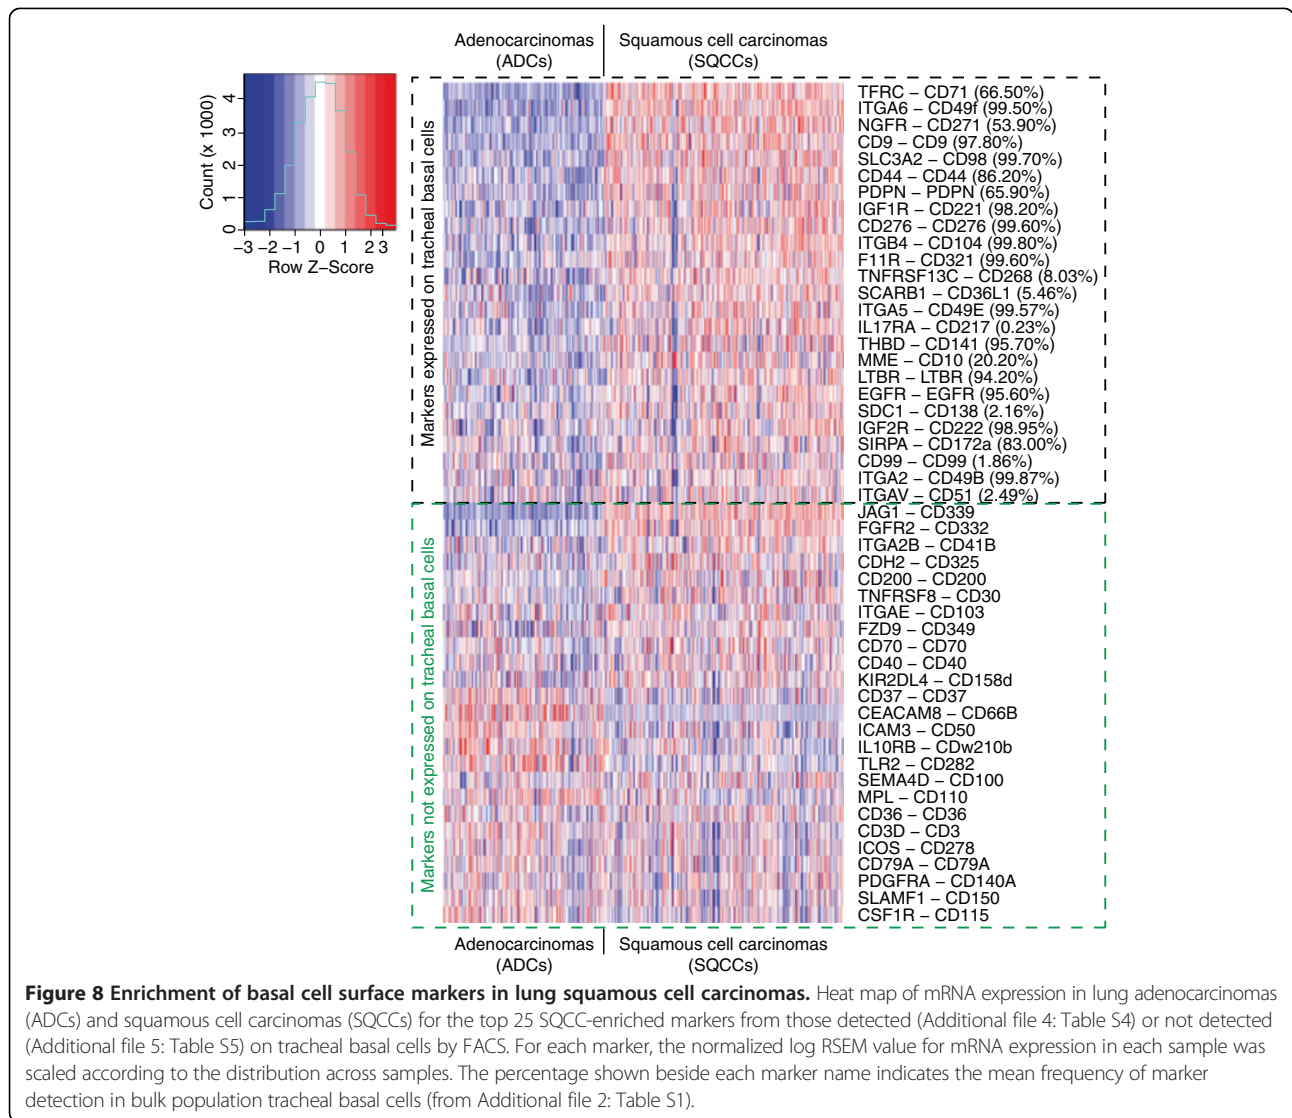 Adenocarcinomas
(ADCs)
Squamous cell carcinomas
(SQCCs)
Count (x 1000)
4
3
2
1
0
−3
−2
−1
0
1
2
3
Row Z−Score
Markers expressed on tracheal basal cells
TFRC − CD71 (66.50%)
ITGA6 − CD49f (99.50%)
NGFR − CD271 (53.90%)
CD9 − CD9 (97.80%)
SLC3A2 − CD98 (99.70%)
CD44 − CD44 (86.20%)
PDPN − PDPN (65.90%)
IGF1R − CD221 (98.20%)
CD276 − CD276 (99.60%)
ITGB4 − CD104 (99.80%)
F11R − CD321 (99.60%)
TNFRSF13C − CD268 (8.03%)
SCARB1 − CD36L1 (5.46%)
ITGA5 − CD49E (99.57%)
IL17RA − CD217 (0.23%)
THBD − CD141 (95.70%)
MME − CD10 (20.20%)
LTBR − LTBR (94.20%)
EGFR − EGFR (95.60%)
SDC1 − CD138 (2.16%)
IGF2R − CD222 (98.95%)
SIRPA − CD172a (83.00%)
CD99 − CD99 (1.86%)
ITGA2 − CD49B (99.87%)
ITGAV − CD51 (2.49%)
Markers not expressed on tracheal basal cells
JAG1 − CD339
FGFR2 − CD332
ITGA2B − CD41B
CDH2 − CD325
CD200 − CD200
TNFRSF8 − CD30
ITGAE − CD103
FZD9 − CD349
CD70 − CD70
CD40 − CD40
KIR2DL4 − CD158d
CD37 − CD37
CEACAM8 − CD66B
ICAM3 − CD50
IL10RB − CDw210b
TLR2 − CD282
SEMA4D − CD100
MPL − CD110
CD36 − CD36
CD3D − CD3
ICOS − CD278
CD79A − CD79A
PDGFRA − CD140A
SLAMF1 − CD150
CSF1R − CD115
Adenocarcinomas
(ADCs)
Squamous cell carcinomas
(SQCCs)
Figure 8 Enrichment of basal cell surface markers in lung squamous cell carcinomas. Heat map of mRNA expression in lung adenocarcinomas
(ADCs) and squamous cell carcinomas (SQCCs) for the top 25 SQCC-enriched markers from those detected (Additional file 4: Table S4) or not detected
(Additional file 5: Table S5) on tracheal basal cells by FACS. For each marker, the normalized log RSEM value for mRNA expression in each sample was
scaled according to the distribution across samples. The percentage shown beside each marker name indicates the mean frequency of marker
detection in bulk population tracheal basal cells (from Additional file 2: Table S1).